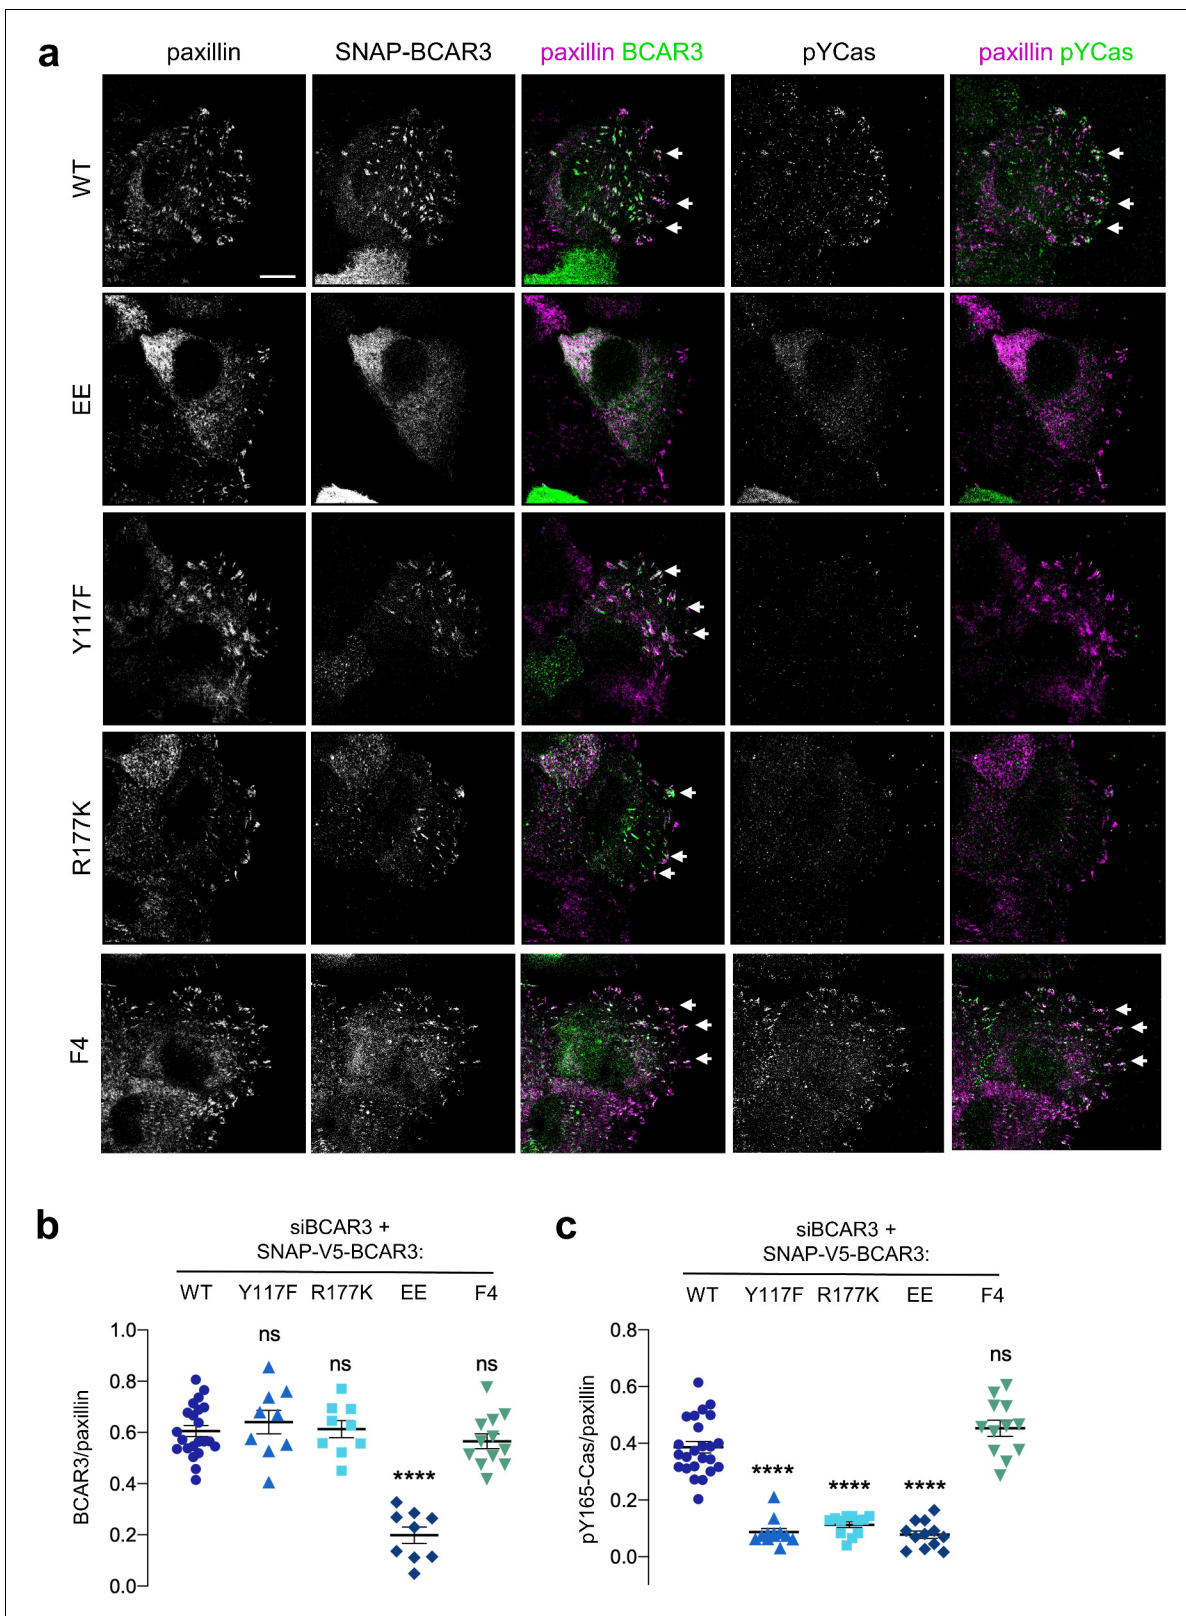 a
paxillin SNAP-BCAR3 paxillin BCAR3 pYCas paxillin pYCas
WT
EE
Y117F
R177K
F4
b
siBCAR3 +
SNAP-V5-BCAR3:
WT Y117F R177K EE F4
BCAR3/paxillin
1.0
0.8
0.6
0.4
0.2
0.0
ns
ns
****
ns
c
siBCAR3 +
SNAP-V5-BCAR3:
WT Y117F R177K EE F4
pY165-Cas/paxillin
0.8
0.6
0.4
0.2
0.0
****
****
****
ns